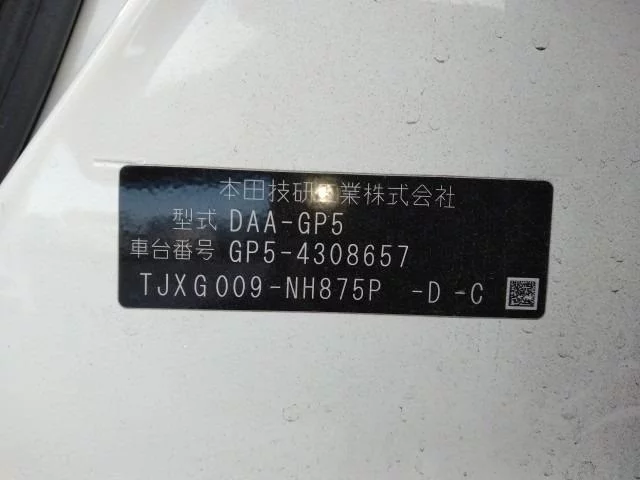 本田技研工業株式会社
型式 DAA-GP5
車台番号 GP5-4308657
TJXG009-NH875P -D -C